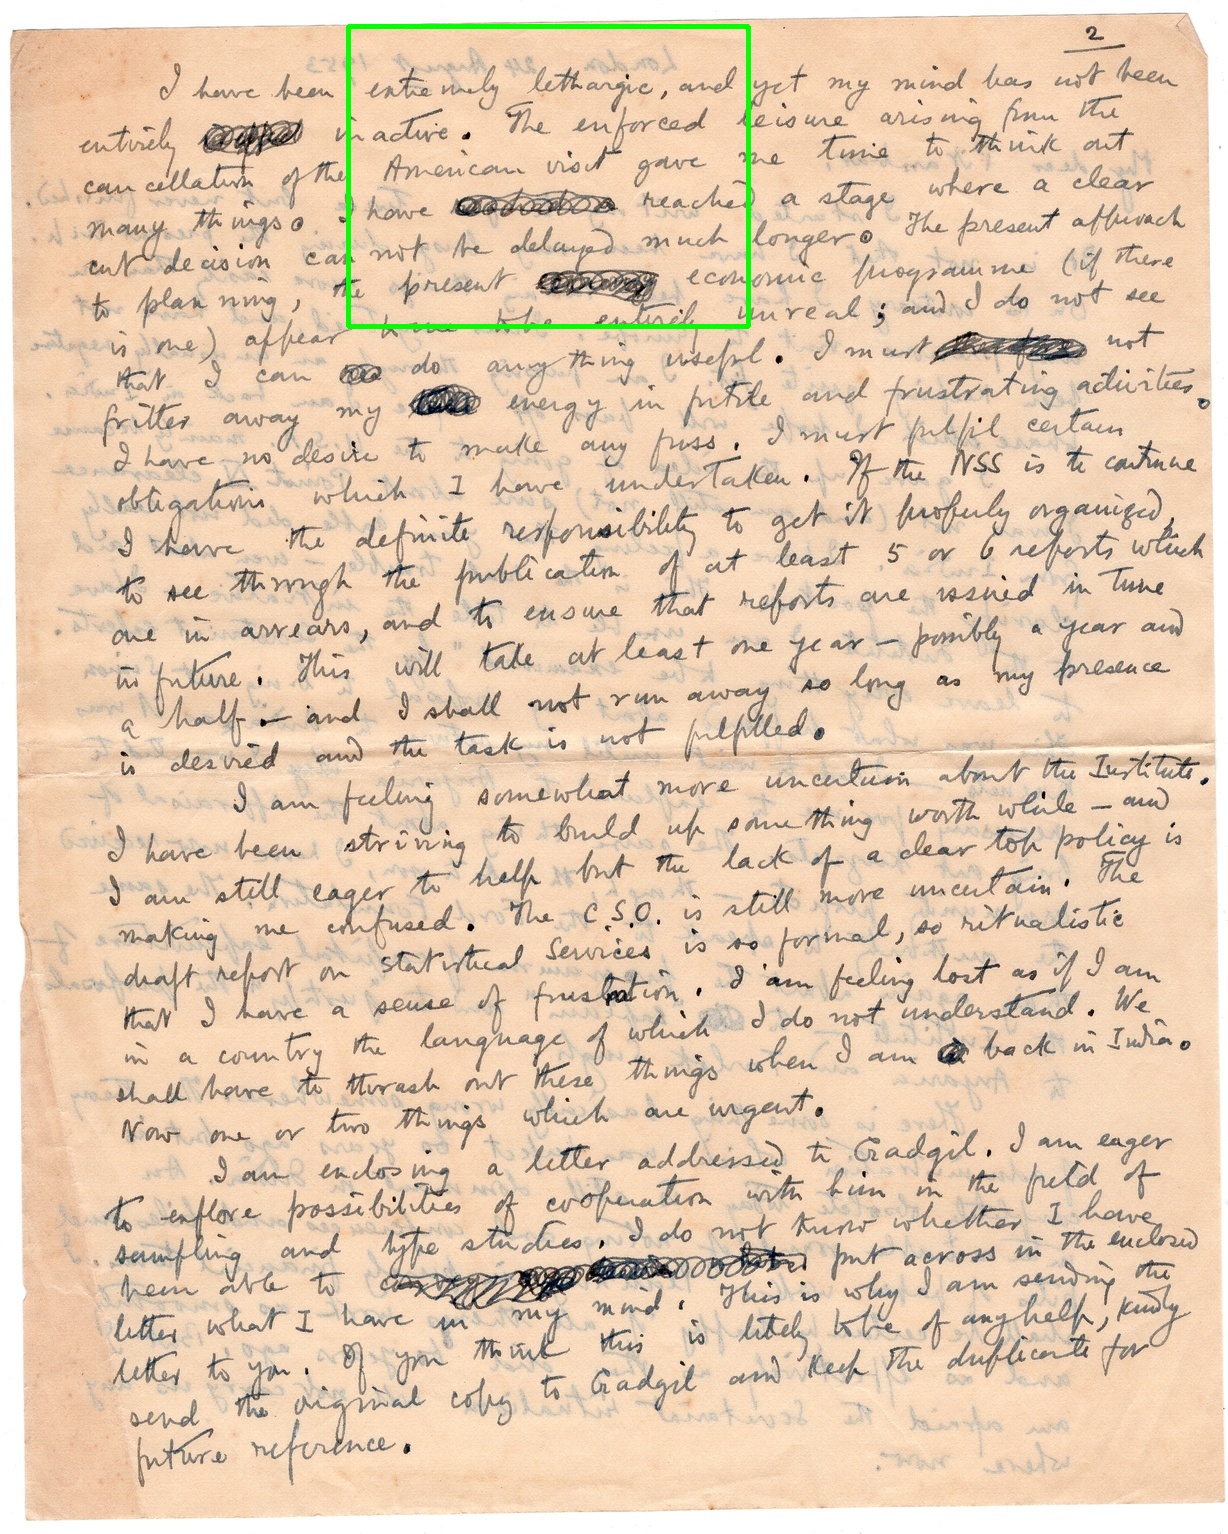 2
I have been extremely lethargic, and yet my mind has not been
entirely inactive. The enforced leisure arising from the
cancellation of the American visit gave me time to think out
many things. I have reached a stage where a clear
cut decision can not be delayed much longer. The present approach
to planning, the present economic programme (if there
is one) appear to me to be entirely unreal; and I do not see
that I can do anything useful. I must not
fritter away my energy in futile and frustrating activities.
I have no desire to make any fuss. I must fulfil certain
obligations which I have undertaken. If the NSS is to continue
I have the definite responsibility to get it properly organized,
to see through the publication of at least 5 or 6 reports which
are in arrears, and to ensure that reports are issued in time
in future. This will take at least one year — possibly a year and
a half — and I shall not run away so long as my presence
is desired and the task is not fulfilled.
I am feeling somewhat more uncertain about the Institute.
I have been striving to build up something worth while — and
I am still eager to help but the lack of a clear top policy is
making me confused. The C.S.O. is still more uncertain. The
draft report on Statistical Services is so formal, so ritualistic
that I have a sense of frustration. I am feeling lost as if I am
in a country the language of which I do not understand. We
shall have to thrash out these things when I am back in India.
Now one or two things which are urgent.
I am enclosing a letter addressed to Gadgil. I am eager
to explore possibilities of cooperation with him in the field of
sampling and type studies. I do not know whether I have
been able to put across in the enclosed
letter what I have in my mind. This is why I am sending the
letter to you. If you think this is likely to be of any help, kindly
send the original copy to Gadgil and keep the duplicate for
future reference.